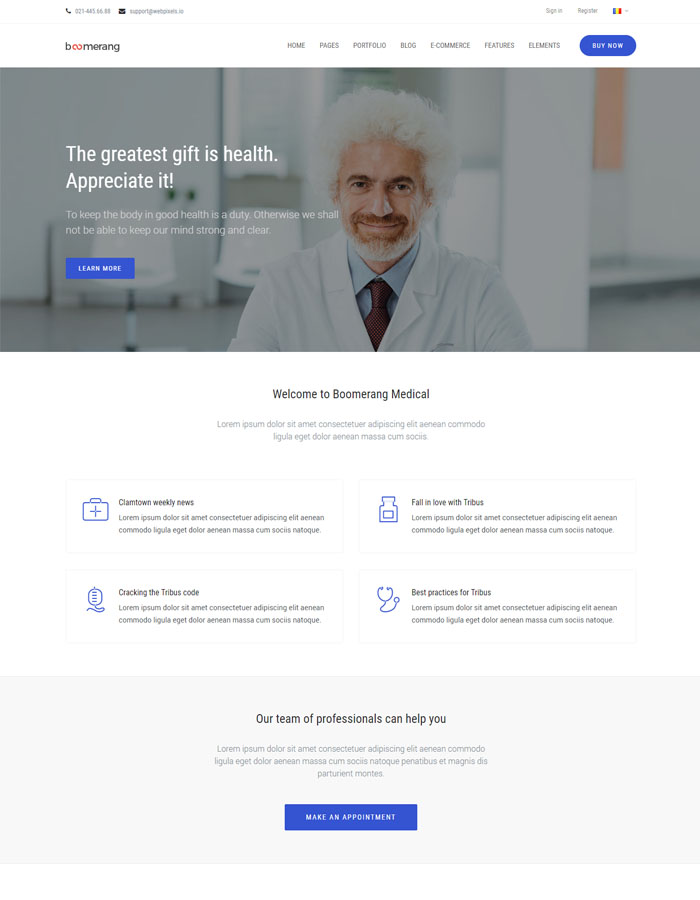 021-445.66.88 support@webpixels.io Sign in Register
boomerang HOME PAGES PORTFOLIO BLOG E-COMMERCE FEATURES ELEMENTS BUY NOW
The greatest gift is health.
Appreciate it!
To keep the body in good health is a duty. Otherwise we shall
not be able to keep our mind strong and clear.
LEARN MORE
Welcome to Boomerang Medical
Lorem ipsum dolor sit amet consectetuer adipiscing elit aenean commodo
ligula eget dolor aenean massa cum sociis.
Clamtown weekly news
Lorem ipsum dolor sit amet consectetuer adipiscing elit aenean
commodo ligula eget dolor aenean massa cum sociis natoque.
Fall in love with Tribus
Lorem ipsum dolor sit amet consectetuer adipiscing elit aenean
commodo ligula eget dolor aenean massa cum sociis natoque.
Cracking the Tribus code
Lorem ipsum dolor sit amet consectetuer adipiscing elit aenean
commodo ligula eget dolor aenean massa cum sociis natoque.
Best practices for Tribus
Lorem ipsum dolor sit amet consectetuer adipiscing elit aenean
commodo ligula eget dolor aenean massa cum sociis natoque.
Our team of professionals can help you
Lorem ipsum dolor sit amet consectetuer adipiscing elit aenean commodo
ligula eget dolor aenean massa cum sociis natoque penatibus et magnis dis
parturient montes.
MAKE AN APPOINTMENT